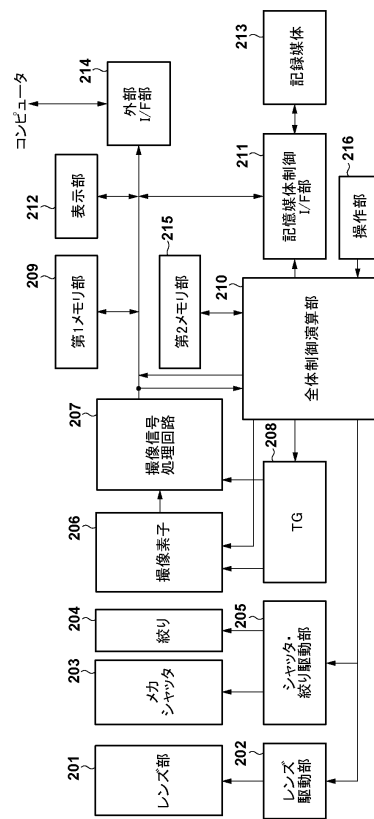 201
レンズ部
202
レンズ
駆動部
203
メカ
シャッタ
204
絞り
205
シャッタ・
絞り駆動部
206
撮像素子
207
撮像信号
処理回路
208
TG
209
第1メモリ部
215
第2メモリ部
210
全体制御演算部
212
表示部
コンピュータ
214
外部
I/F部
211
記憶媒体制御
I/F部
213
記録媒体
216
操作部